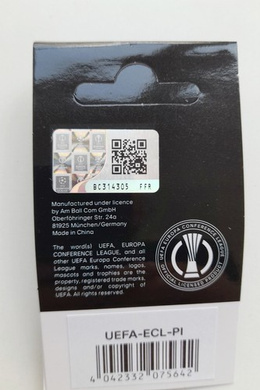 BC314305 FFR
Manufactured under licence
by Am Ball Com GmbH
Oberföhringer Str. 24a
81925 München/Germany
Made in China
The word(s) UEFA, EUROPA
CONFERENCE LEAGUE, and all
other UEFA Europa Conference
League marks, names, logos,
mascots and trophies are the
property, registered trade marks,
designs and/or copyright of
UEFA. All rights reserved.
UEFA EUROPA CONFERENCE LEAGUE
OFFICIAL LICENSED PRODUCT
UEFA-ECL-PI
4 042332 075642